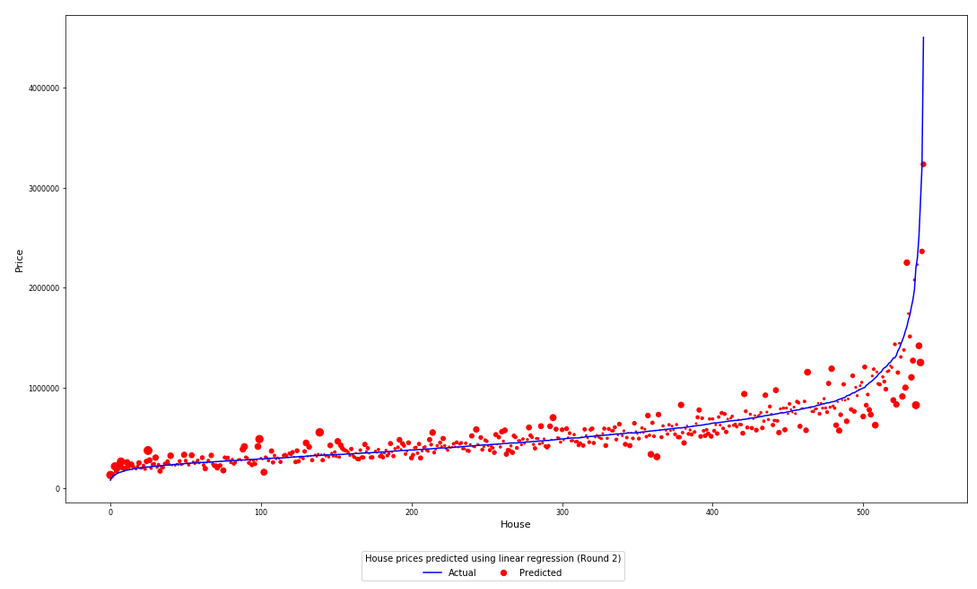 4000000
3000000
2000000
1000000
0
Price
0
100
200
300
400
500
House
House prices predicted using linear regression (Round 2)
Actual
Predicted